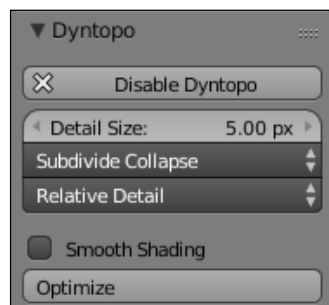 Dyntopo
Disable Dyntopo
Detail Size: 5.00 px
Subdivide Collapse
Relative Detail
Smooth Shading
Optimize